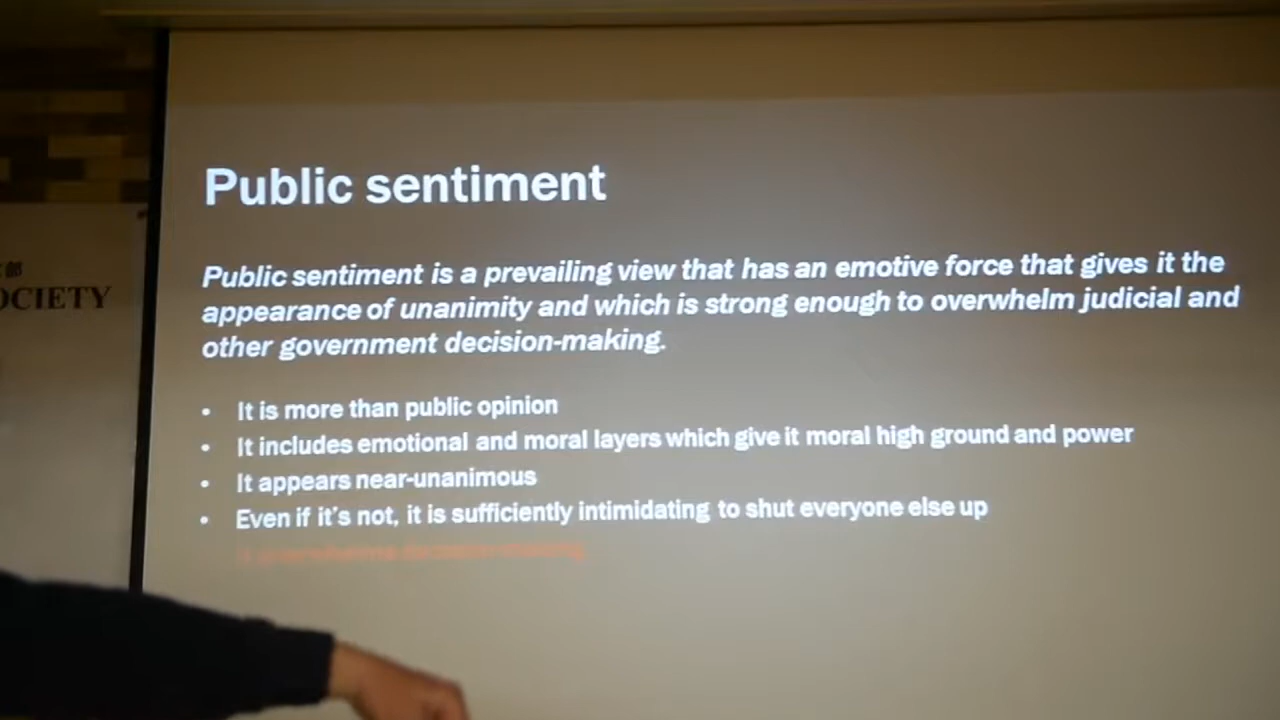 Public sentiment
Public sentiment is a prevailing view that has an emotive force that gives it the
appearance of unanimity and which is strong enough to overwhelm judicial and
other government decision-making.
• It is more than public opinion
• It includes emotional and moral layers which give it moral high ground and power
• It appears near-unanimous
• Even if it's not, it is sufficiently intimidating to shut everyone else up
部
OCIETY